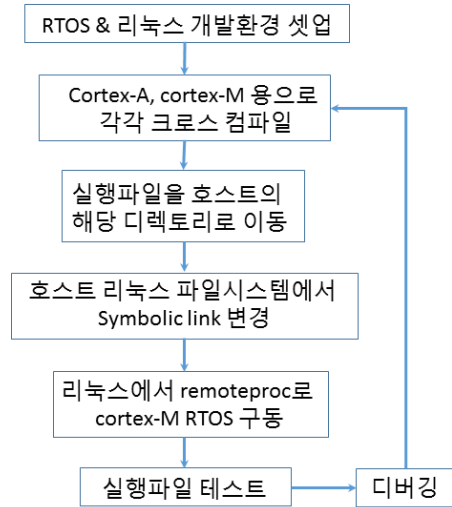 RTOS & 리눅스 개발환경 셋업
Cortex-A, cortex-M 용으로
각각 크로스 컴파일
실행파일을 호스트의
해당 디렉토리로 이동
호스트 리눅스 파일시스템에서
Symbolic link 변경
리눅스에서 remoteproc로
cortex-M RTOS 구동
실행파일 테스트
디버깅